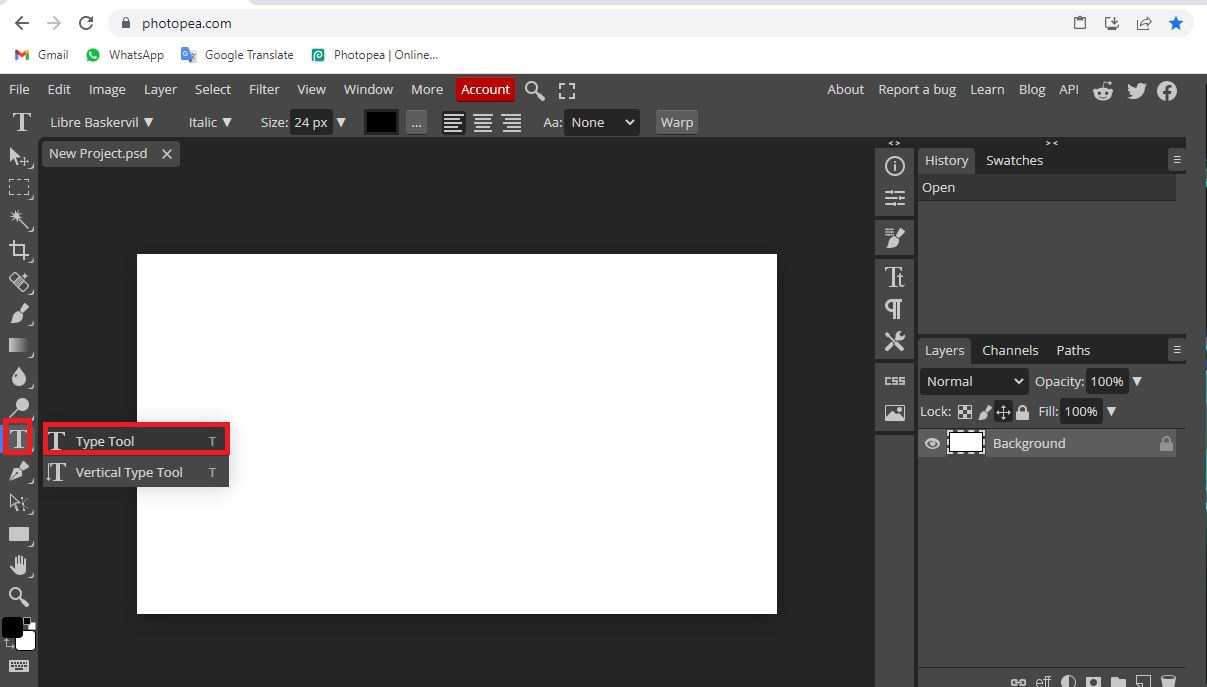 photopea.com
Gmail WhatsApp Google Translate Photopea | Online...
File Edit Image Layer Select Filter View Window More Account About Report a bug Learn Blog API
T Libre Baskervil ▼ Italic ▼ Size: 24 px ▼ ... Aa: None Warp
New Project.psd
History Swatches
Open
Tt
Layers Channels Paths
Normal Opacity: 100% ▼
CSS
Lock: Fill: 100% ▼
T T Type Tool T
Background
T Vertical Type Tool T
eff